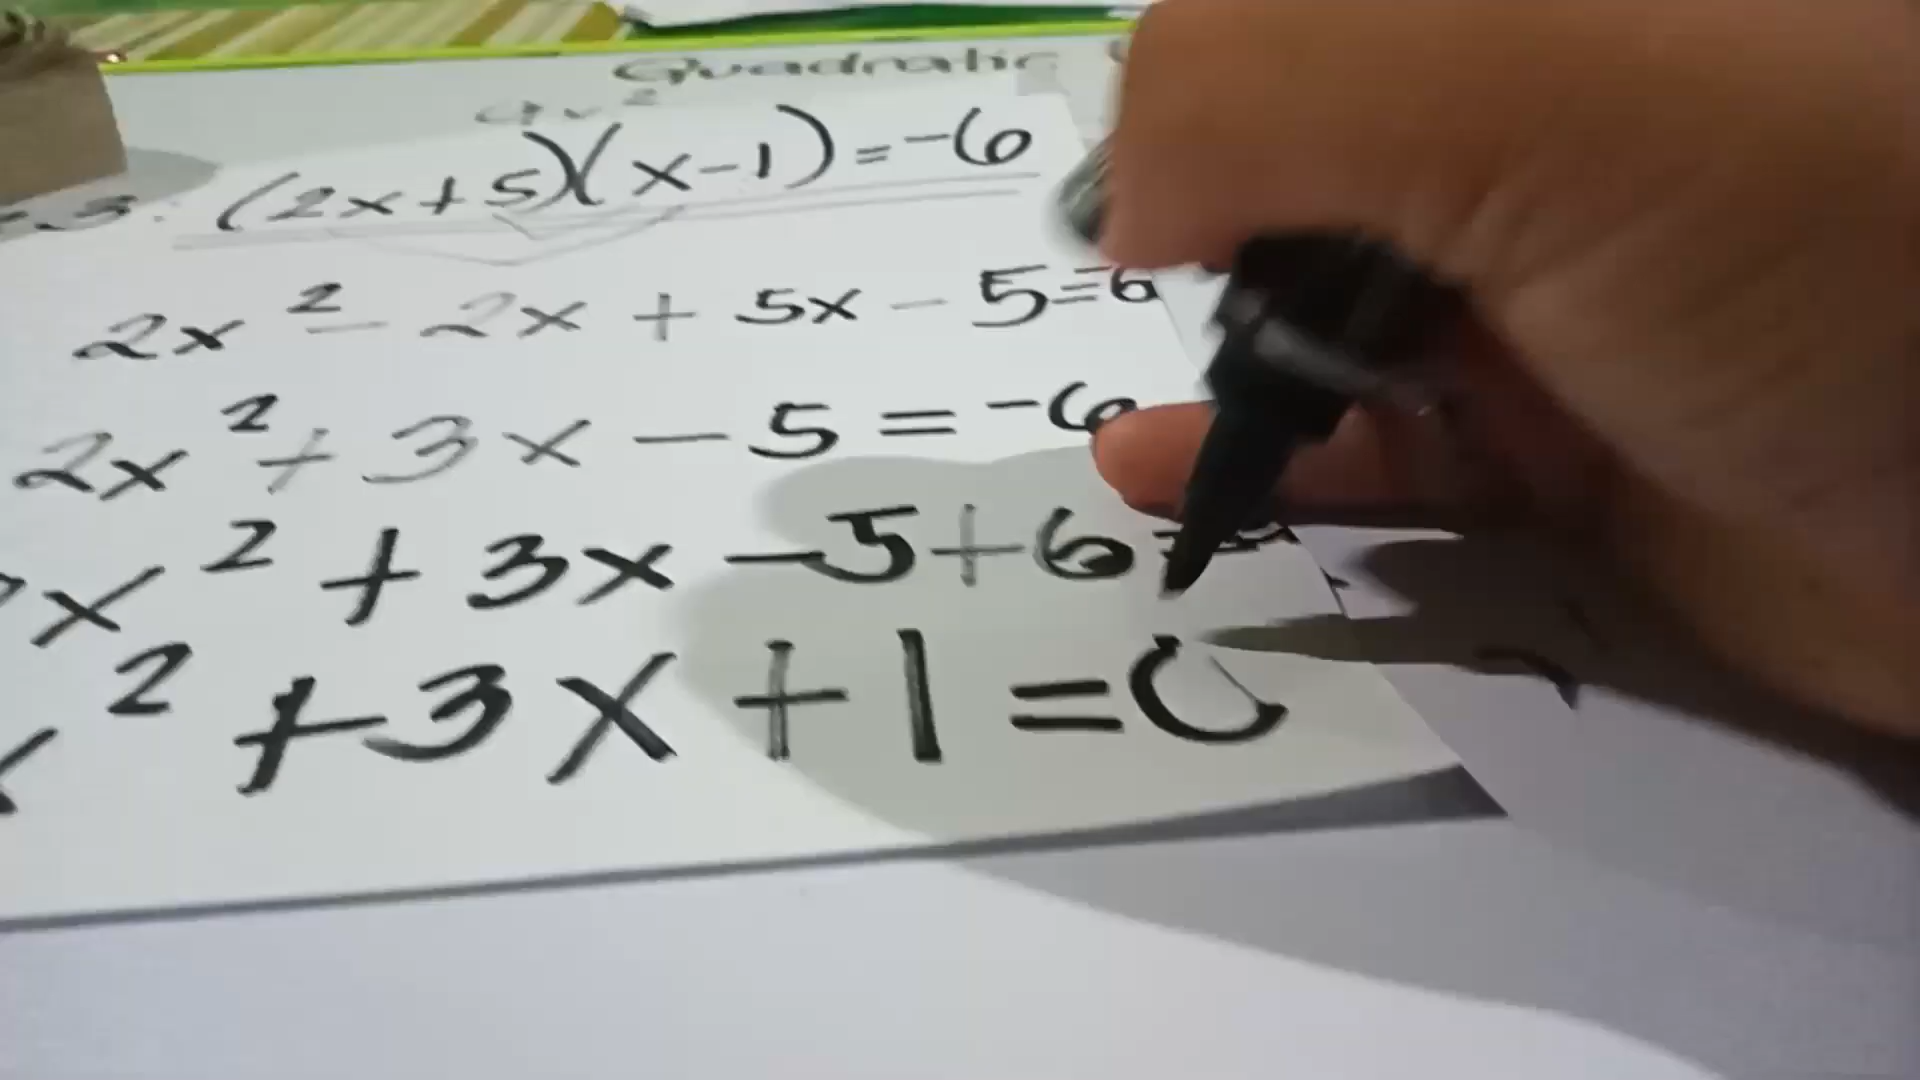 Quadratic
(2x+5)(x-1)=-6
2x² - 2x + 5x - 5=-6
2x² + 3x - 5 = -6
x² + 3x - 5 + 6 =
x² + 3x + 1 = 0